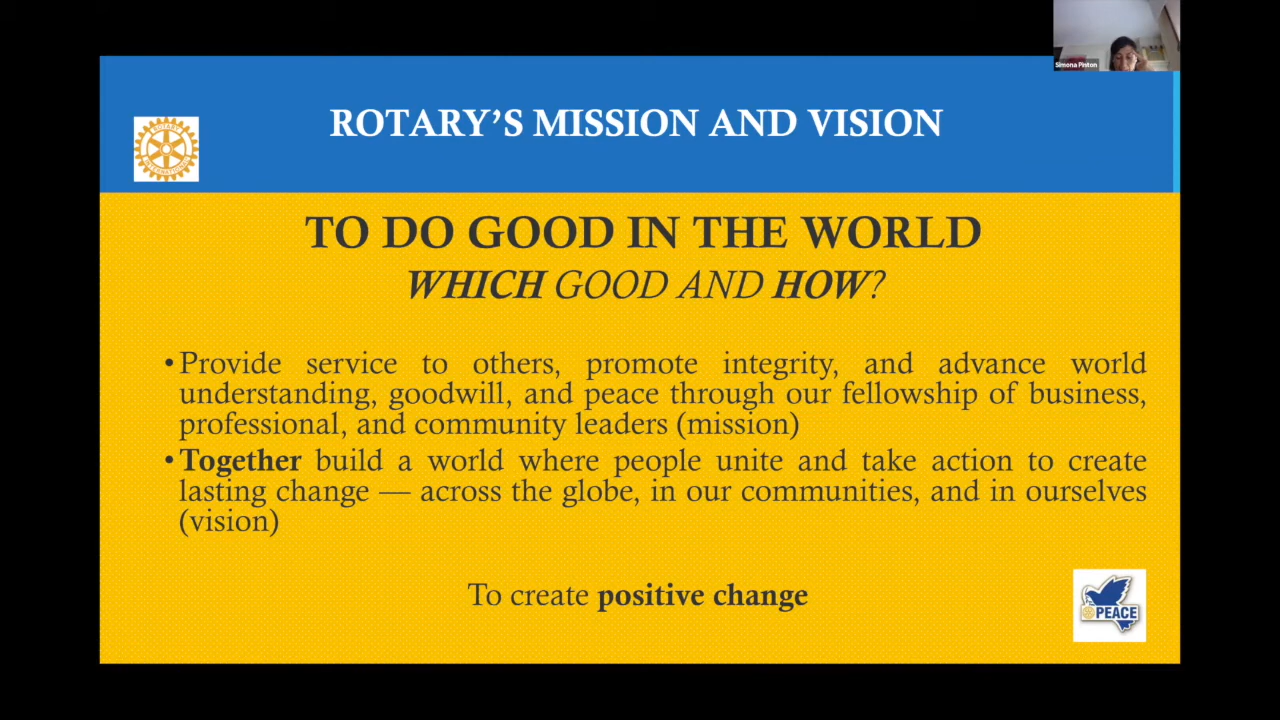 Simona Pinton
ROTARY'S MISSION AND VISION
ROTARY
INTERNATIONAL
TO DO GOOD IN THE WORLD
WHICH GOOD AND HOW?
•Provide service to others, promote integrity, and advance world
understanding, goodwill, and peace through our fellowship of business,
professional, and community leaders (mission)
•Together build a world where people unite and take action to create
lasting change — across the globe, in our communities, and in ourselves
(vision)
To create positive change
PEACE